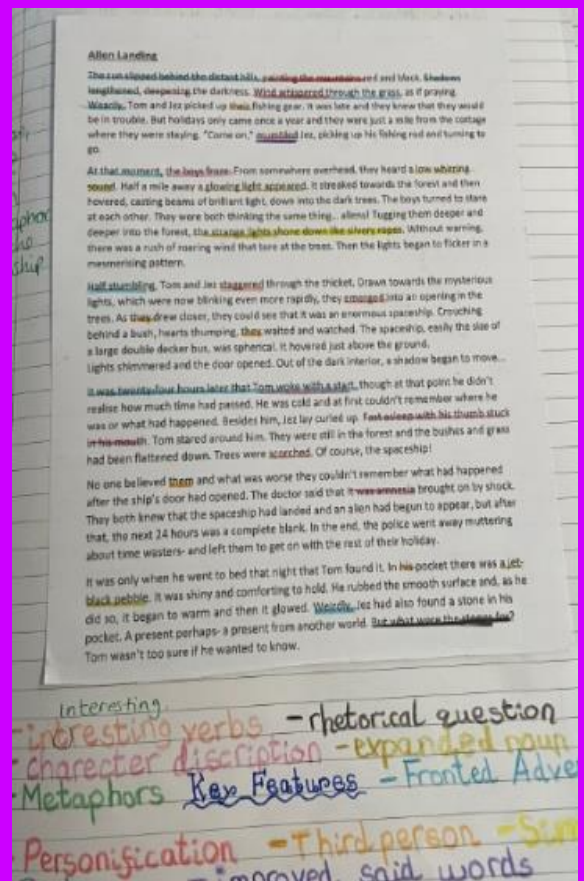 Alien Landing
The sun slipped behind the distant hills, painting the mountains red and black. Shadows
lengthened, deepening the darkness. Wind whispered through the grass, as if praying.
Wearily, Tom and Jez picked up their fishing gear. It was late and they knew that they would
be in trouble. But holidays only came once a year and they were just a mile from the cottage
where they were staying. "Come on," mumbled Jez, picking up his fishing rod and turning to
go.
At that moment, the boys froze. From somewhere overhead, they heard a low whirring
sound. Half a mile away a glowing light appeared. It streaked towards the forest and then
hovered, casting beams of brilliant light, down into the dark trees. The boys turned to stare
at each other. They were both thinking the same thing... aliens! Tugging them deeper and
deeper into the forest, the strange lights shone down like silvery ropes. Without warning,
there was a rush of roaring wind that tore at the trees. Then the lights began to flicker in a
mesmerising pattern.
Half stumbling, Tom and Jez staggered through the thicket. Drawn towards the mysterious
lights, which were now blinking even more rapidly, they emerged into an opening in the
trees. As they drew closer, they could see that it was an enormous spaceship. Crouching
behind a bush, hearts thumping, they waited and watched. The spaceship, easily the size of
a large double decker bus, was spherical. It hovered just above the ground.
Lights shimmered and the door opened. Out of the dark interior, a shadow began to move...
It was twenty-four hours later that Tom woke with a start, though at that point he didn't
realise how much time had passed. He was cold and at first couldn't remember where he
was or what had happened. Besides him, Jez lay curled up. Fast asleep with his thumb stuck
in his mouth. Tom stared around him. They were still in the forest and the bushes and grass
had been flattened down. Trees were scorched. Of course, the spaceship!
No one believed them and what was worse they couldn't remember what had happened
after the ship's door had opened. The doctor said that it was amnesia brought on by shock.
They both knew that the spaceship had landed and an alien had begun to appear, but after
that, the next 24 hours was a complete blank. In the end, the police went away muttering
about time wasters- and left them to get on with the rest of their holiday.
It was only when he went to bed that night that Tom found it. In his pocket there was a jet-
black pebble. It was shiny and comforting to hold. He rubbed the smooth surface and, as he
did so, it began to warm and then it glowed. Weirdly, Jez had also found a stone in his
pocket. A present perhaps- a present from another world. But what were the stones for?
Tom wasn't too sure if he wanted to know.
phor
ho
ship
Interesting
- intresting verbs - rhetorical question
- charecter discription - expanded noun
- Metaphors Key Features - Fronted Adve
- Personification - Third person - Sim
improved said words